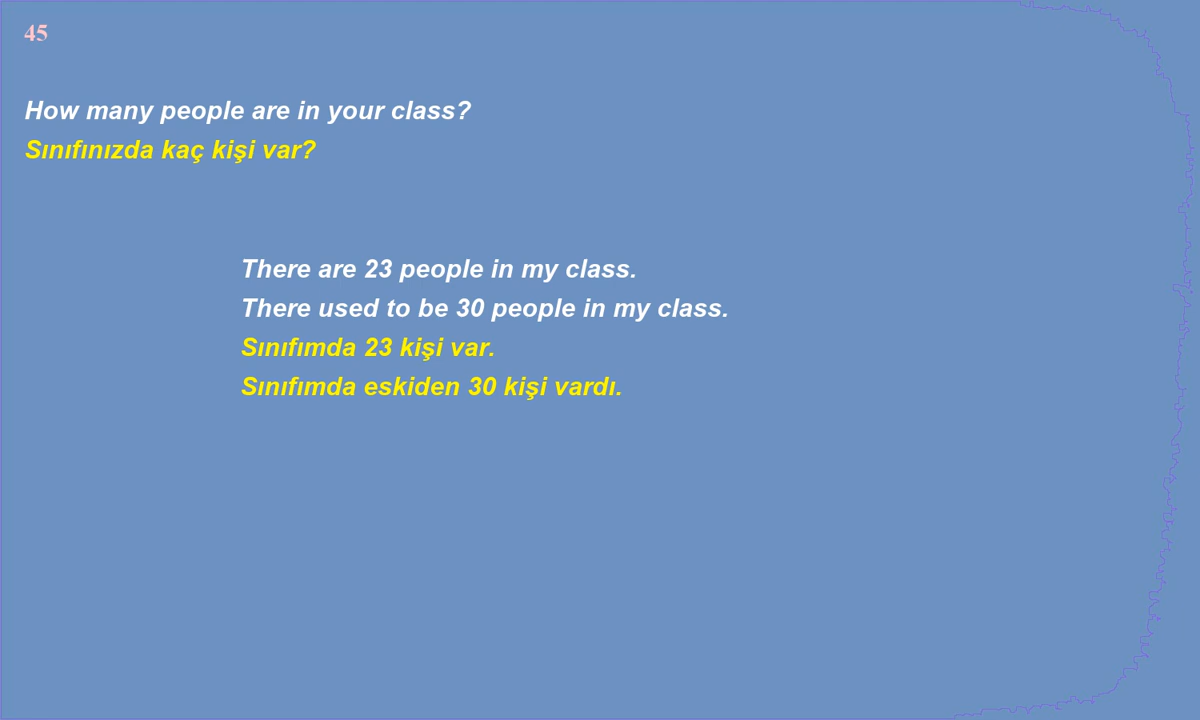 45
How many people are in your class?
Sınıfınızda kaç kişi var?
There are 23 people in my class.
There used to be 30 people in my class.
Sınıfımda 23 kişi var.
Sınıfımda eskiden 30 kişi vardı.